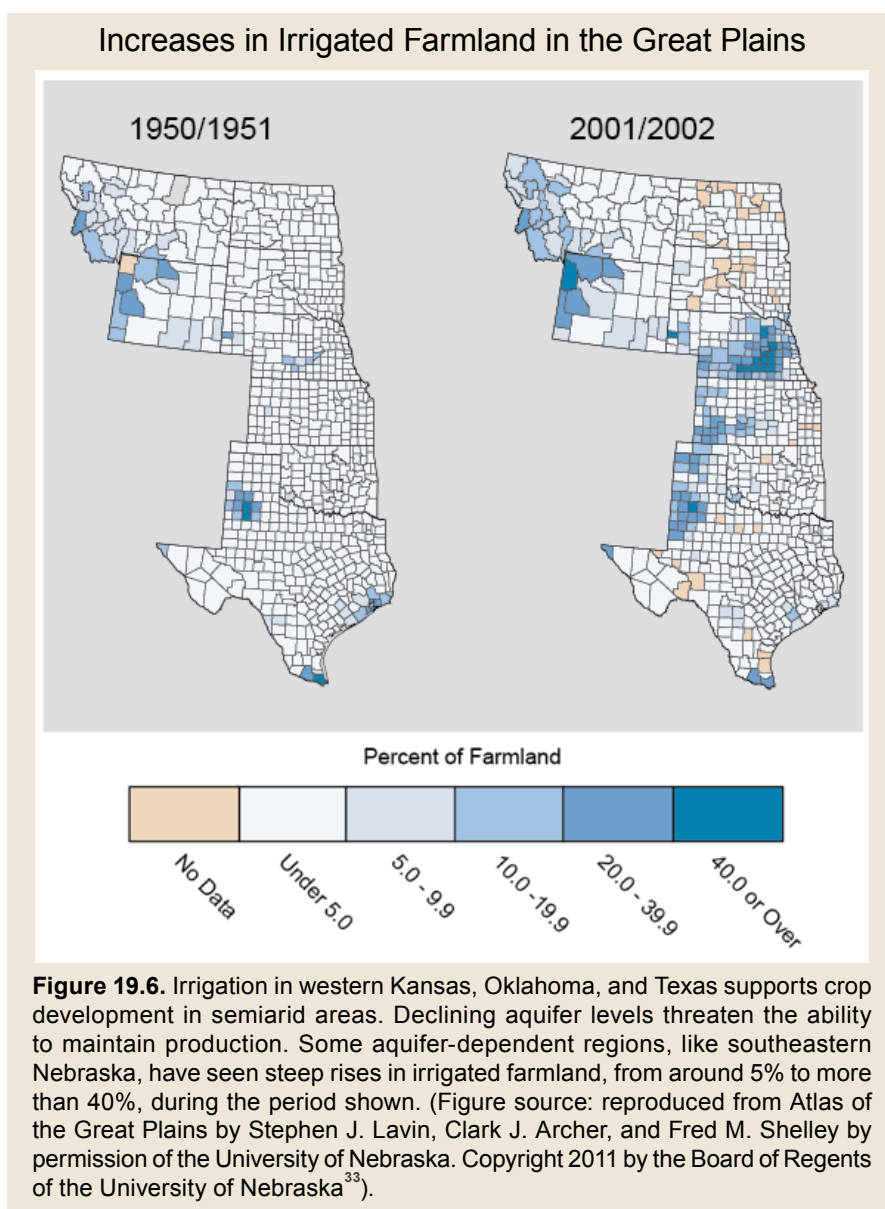 Increases in Irrigated Farmland in the Great Plains
1950/1951
2001/2002
Percent of Farmland
No Data
Under 5.0
5.0 - 9.9
10.0 -19.9
20.0 - 39.9
40.0 or Over
Figure 19.6. Irrigation in western Kansas, Oklahoma, and Texas supports crop
development in semiarid areas. Declining aquifer levels threaten the ability
to maintain production. Some aquifer-dependent regions, like southeastern
Nebraska, have seen steep rises in irrigated farmland, from around 5% to more
than 40%, during the period shown. (Figure source: reproduced from Atlas of
the Great Plains by Stephen J. Lavin, Clark J. Archer, and Fred M. Shelley by
permission of the University of Nebraska. Copyright 2011 by the Board of Regents
of the University of Nebraska33).